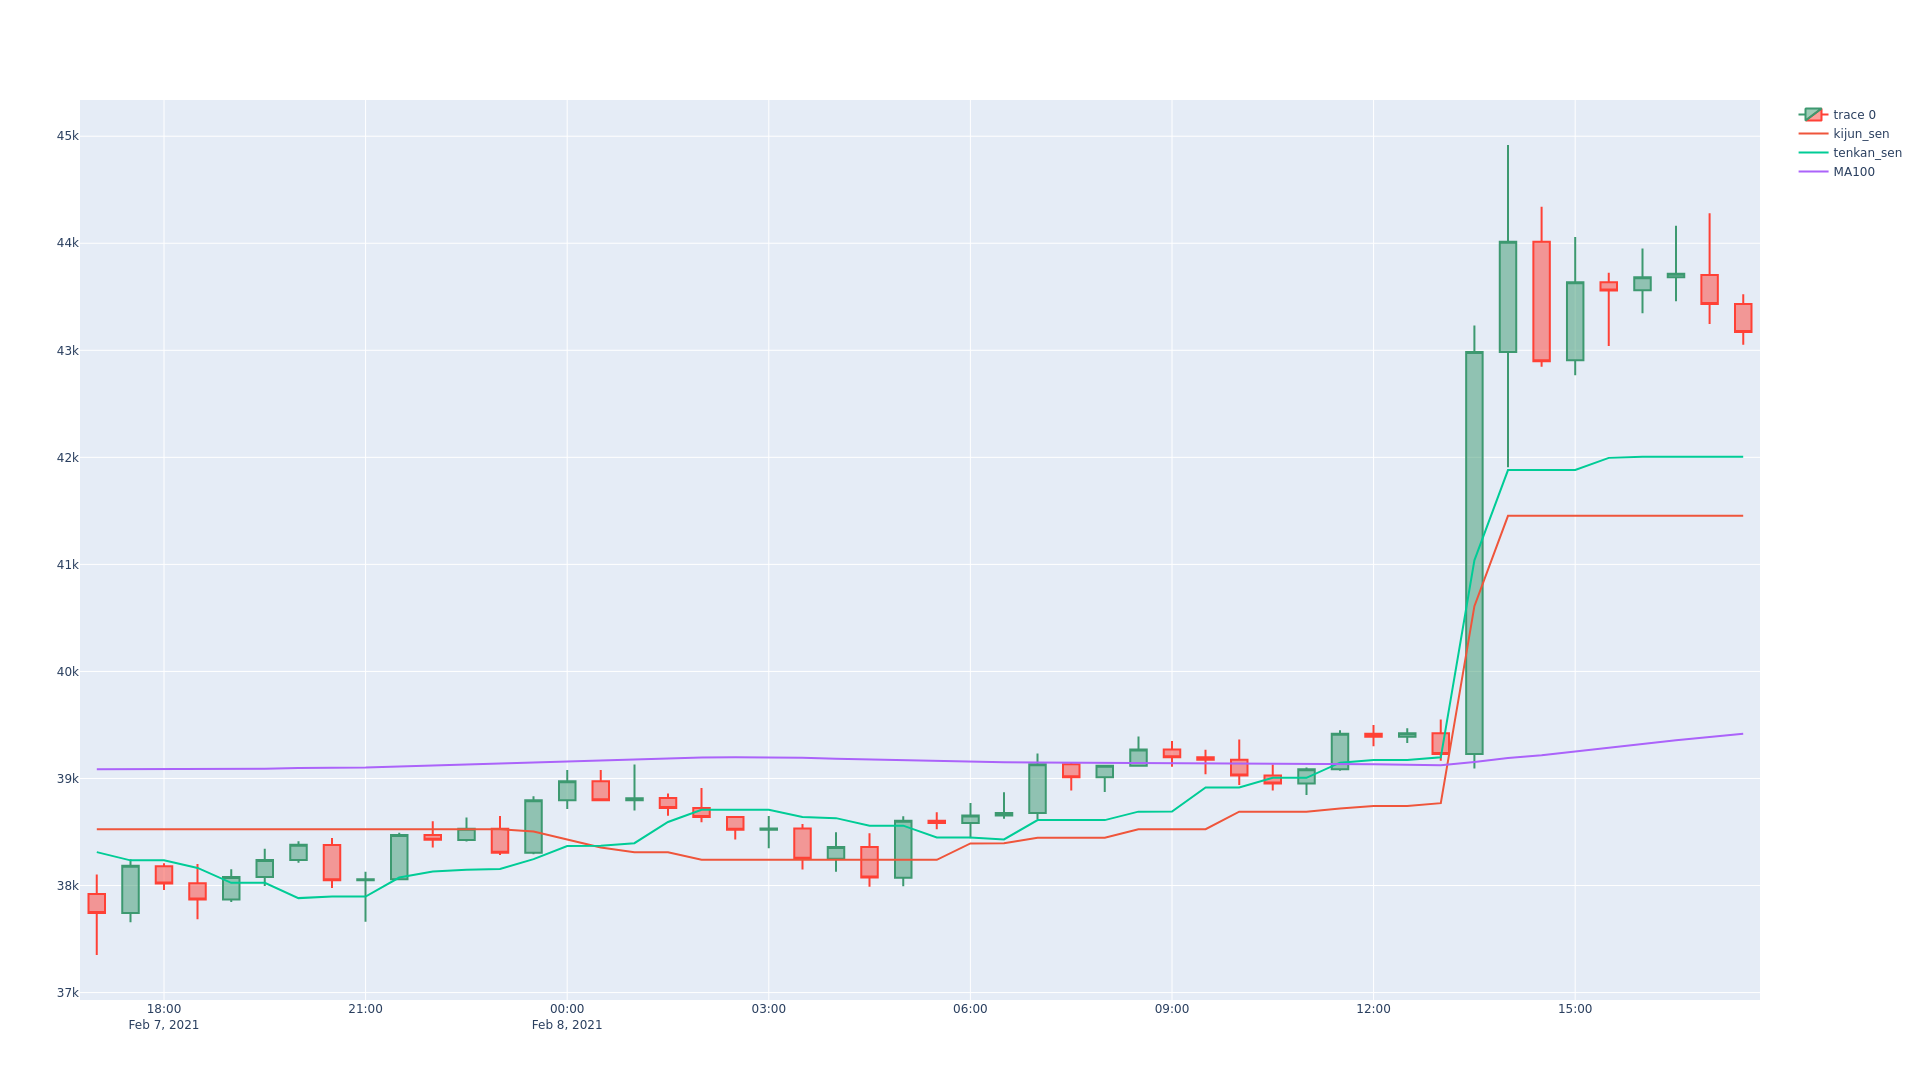 45k
44k
43k
42k
41k
40k
39k
38k
37k
18:00
Feb 7, 2021
21:00
00:00
Feb 8, 2021
03:00
06:00
09:00
12:00
15:00
trace 0
kijun_sen
tenkan_sen
MA100